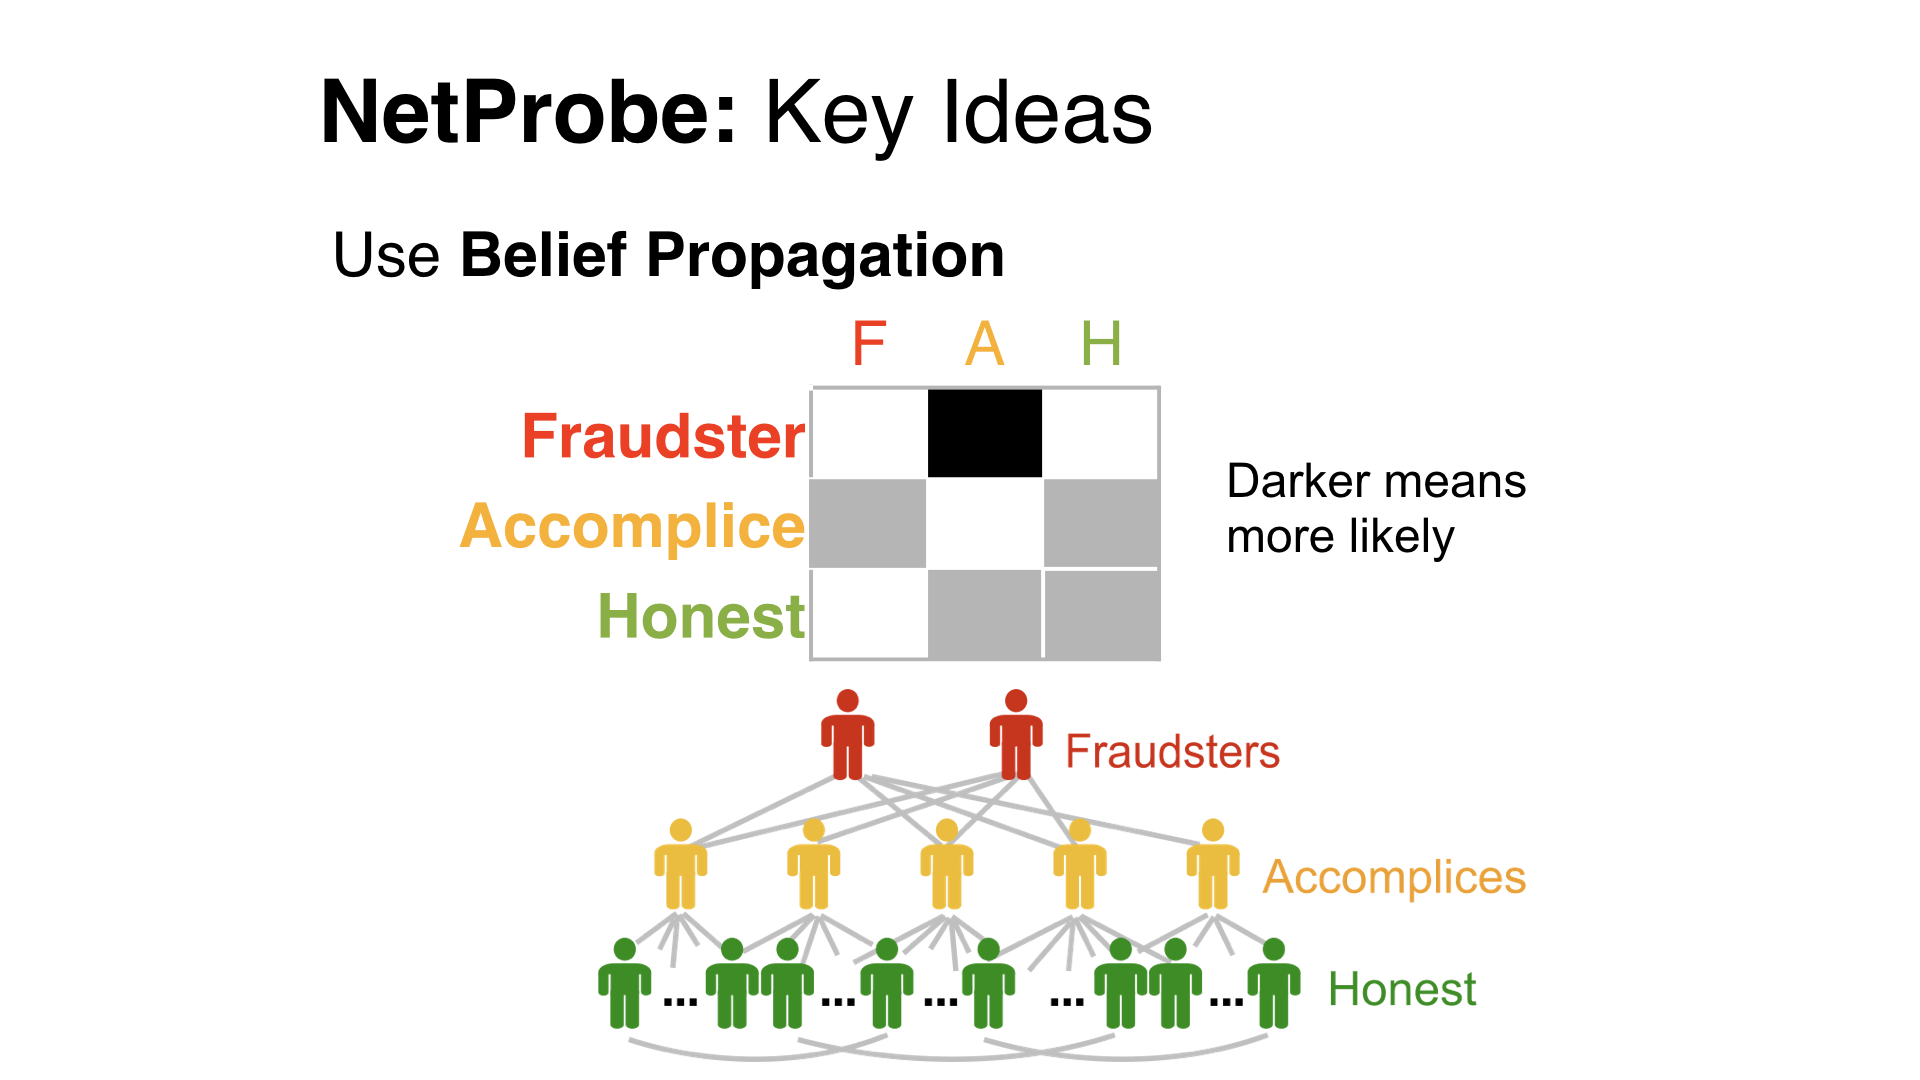 NetProbe: Key Ideas
Use Belief Propagation
F A H
Fraudster
Accomplice
Honest
Darker means
more likely
Fraudsters
Accomplices
... ... ... ... ...
Honest